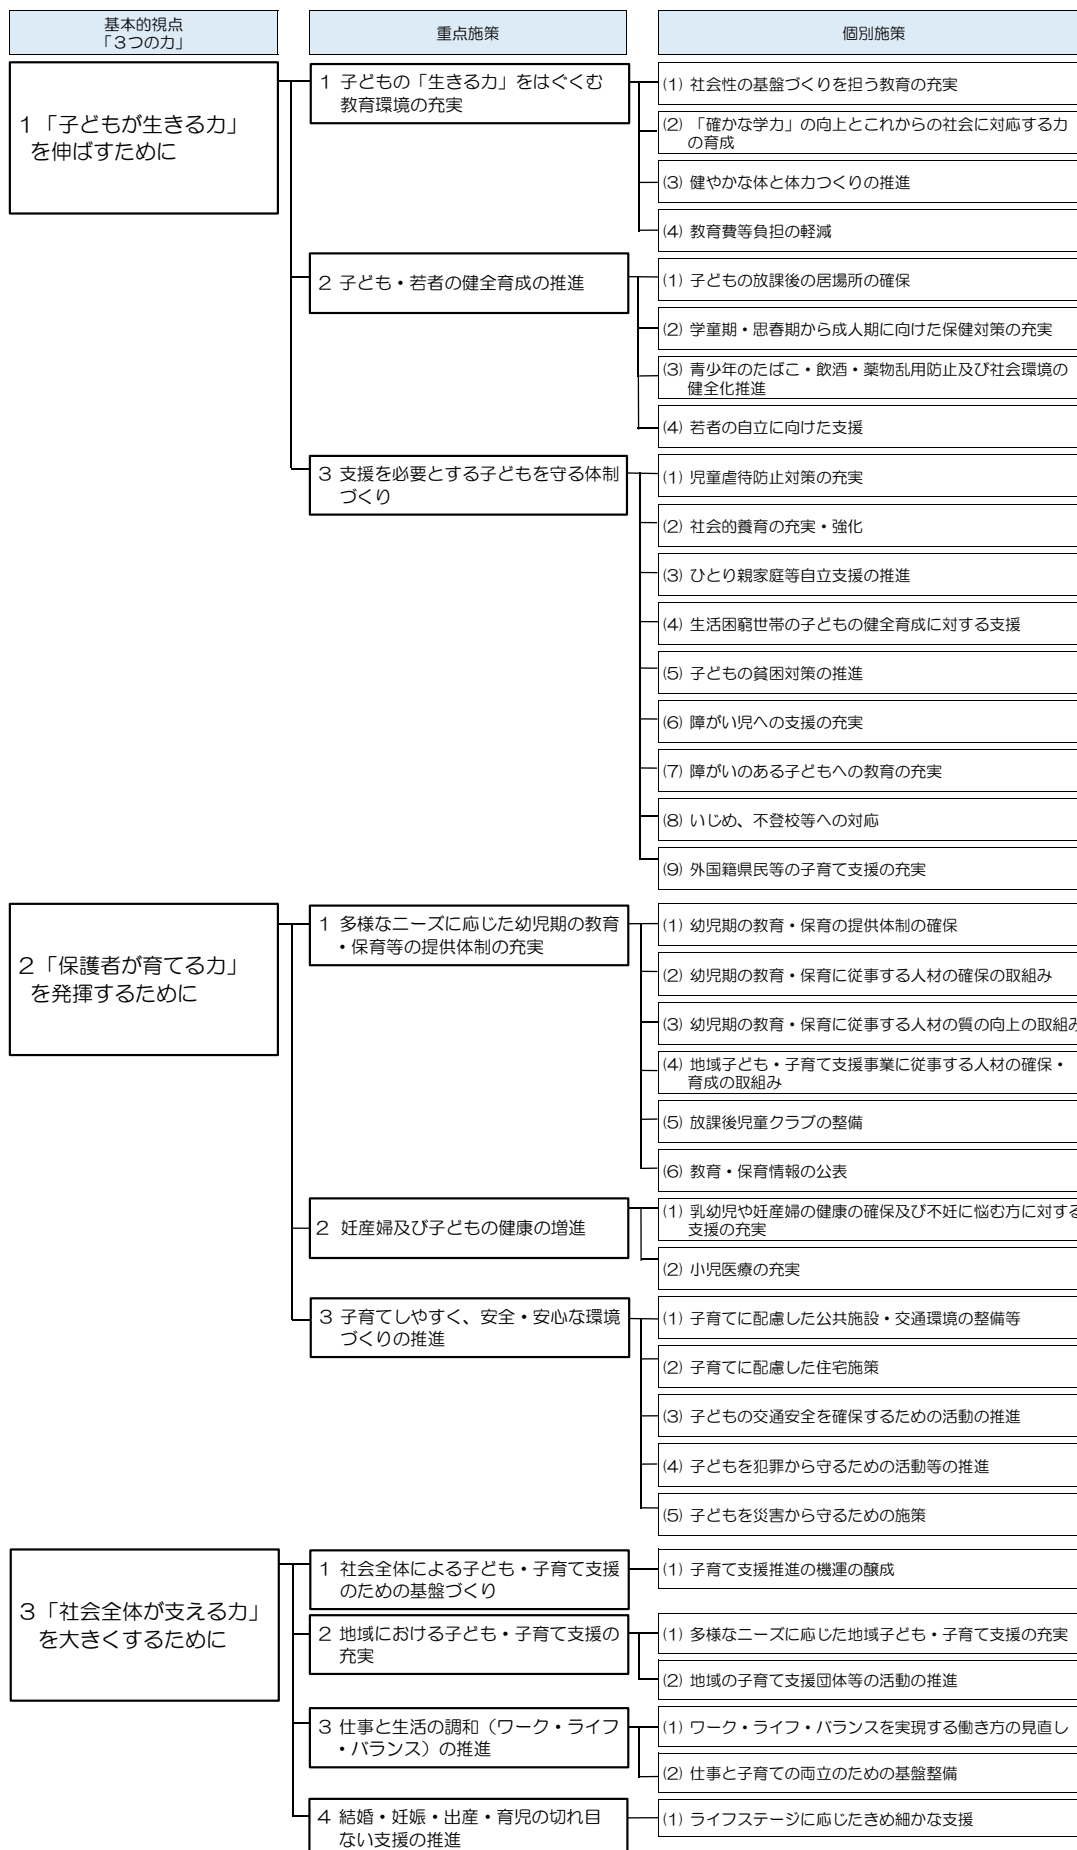 基本的視点
「３つの力」
重点施策
個別施策
１「子どもが生きる力」
を伸ばすために
１ 子どもの「生きる力」をはぐくむ
教育環境の充実
(1) 社会性の基盤づくりを担う教育の充実
(2) 「確かな学力」の向上とこれからの社会に対応する力
の育成
(3) 健やかな体と体力つくりの推進
(4) 教育費等負担の軽減
２ 子ども・若者の健全育成の推進
(1) 子どもの放課後の居場所の確保
(2) 学童期・思春期から成人期に向けた保健対策の充実
(3) 青少年のたばこ・飲酒・薬物乱用防止及び社会環境の
健全化推進
(4) 若者の自立に向けた支援
３ 支援を必要とする子どもを守る体制
づくり
(1) 児童虐待防止対策の充実
(2) 社会的養育の充実・強化
(3) ひとり親家庭等自立支援の推進
(4) 生活困窮世帯の子どもの健全育成に対する支援
(5) 子どもの貧困対策の推進
(6) 障がい児への支援の充実
(7) 障がいのある子どもへの教育の充実
(8) いじめ、不登校等への対応
(9) 外国籍県民等の子育て支援の充実
２「保護者が育てる力」
を発揮するために
１ 多様なニーズに応じた幼児期の教育
・保育等の提供体制の充実
(1) 幼児期の教育・保育の提供体制の確保
(2) 幼児期の教育・保育に従事する人材の確保の取組み
(3) 幼児期の教育・保育に従事する人材の質の向上の取組み
(4) 地域子ども・子育て支援事業に従事する人材の確保・
育成の取組み
(5) 放課後児童クラブの整備
(6) 教育・保育情報の公表
２ 妊産婦及び子どもの健康の増進
(1) 乳幼児や妊産婦の健康の確保及び不妊に悩む方に対する
支援の充実
(2) 小児医療の充実
３ 子育てしやすく、安全・安心な環境
づくりの推進
(1) 子育てに配慮した公共施設・交通環境の整備等
(2) 子育てに配慮した住宅施策
(3) 子どもの交通安全を確保するための活動の推進
(4) 子どもを犯罪から守るための活動等の推進
(5) 子どもを災害から守るための施策
３「社会全体が支える力」
を大きくするために
１ 社会全体による子ども・子育て支援
のための基盤づくり
(1) 子育て支援推進の機運の醸成
２ 地域における子ども・子育て支援の
充実
(1) 多様なニーズに応じた地域子ども・子育て支援の充実
(2) 地域の子育て支援団体等の活動の推進
３ 仕事と生活の調和（ワーク・ライフ
・バランス）の推進
(1) ワーク・ライフ・バランスを実現する働き方の見直し
(2) 仕事と子育ての両立のための基盤整備
４ 結婚・妊娠・出産・育児の切れ目
ない支援の推進
(1) ライフステージに応じたきめ細かな支援